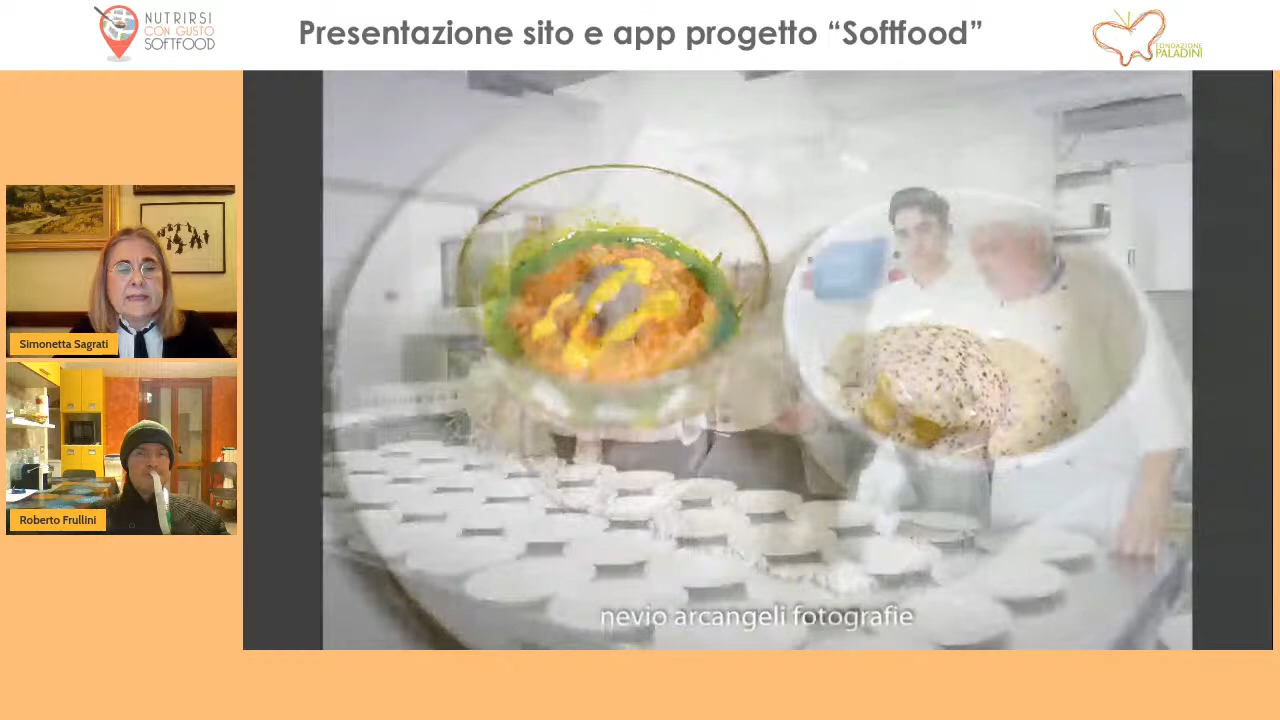 NUTRIRSI
CON GUSTO
SOFTFOOD
Presentazione sito e app progetto “Softfood”
FONDAZIONE
PALADINI
Simonetta Sagrati
Roberto Frullini
nevio arcangeli fotografie